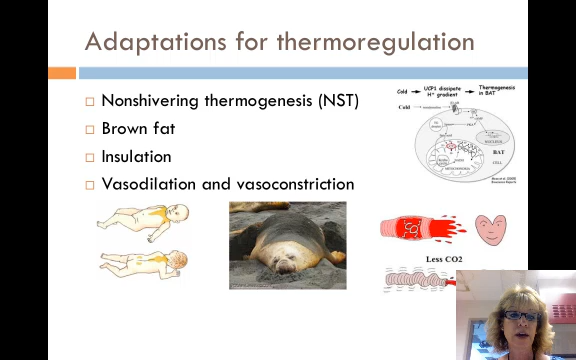 Adaptations for thermoregulation
Nonshivering thermogenesis (NST)
Brown fat
Insulation
Vasodilation and vasoconstriction
Cold
UCP1 dissipate
H⁺ gradient
Thermogenesis
in BAT
Cold
BAT
CELL
CO2
Less CO2